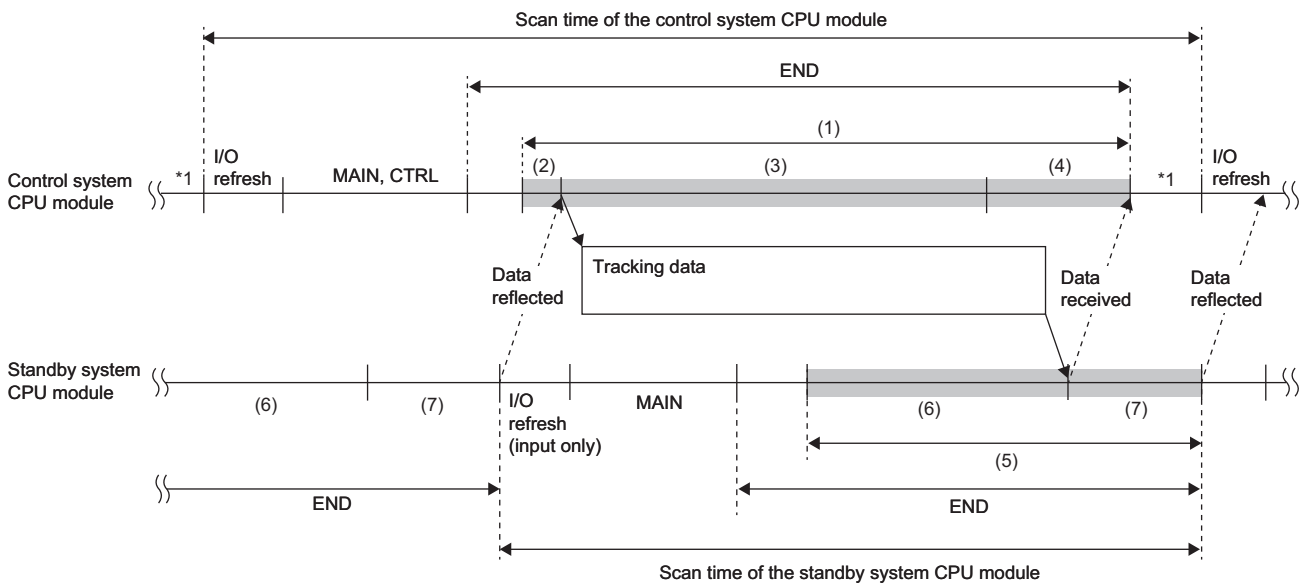 Scan time of the control system CPU module
END
(1)
*1
I/O
refresh
MAIN, CTRL
(2)
(3)
(4)
*1
I/O
refresh
Control system
CPU module
Data
reflected
Tracking data
Data
received
Data
reflected
Standby system
CPU module
(6)
(7)
I/O
refresh
(input only)
MAIN
(6)
(7)
(5)
END
END
Scan time of the standby system CPU module